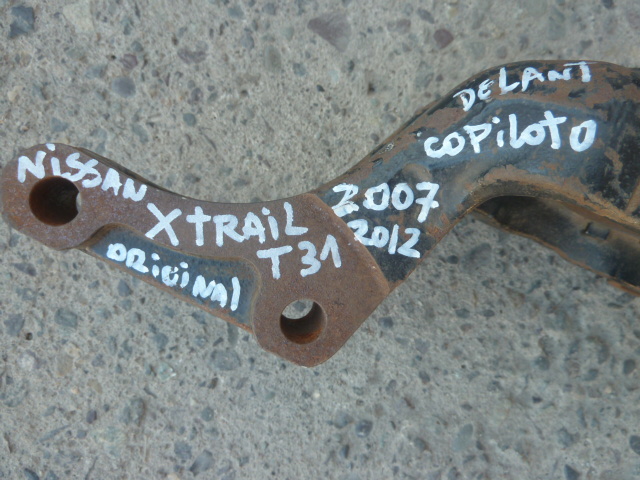 NiSSAN
XtRAiL
T31
ORiGiNAl
2007
2012
DELANT
COPilOtO